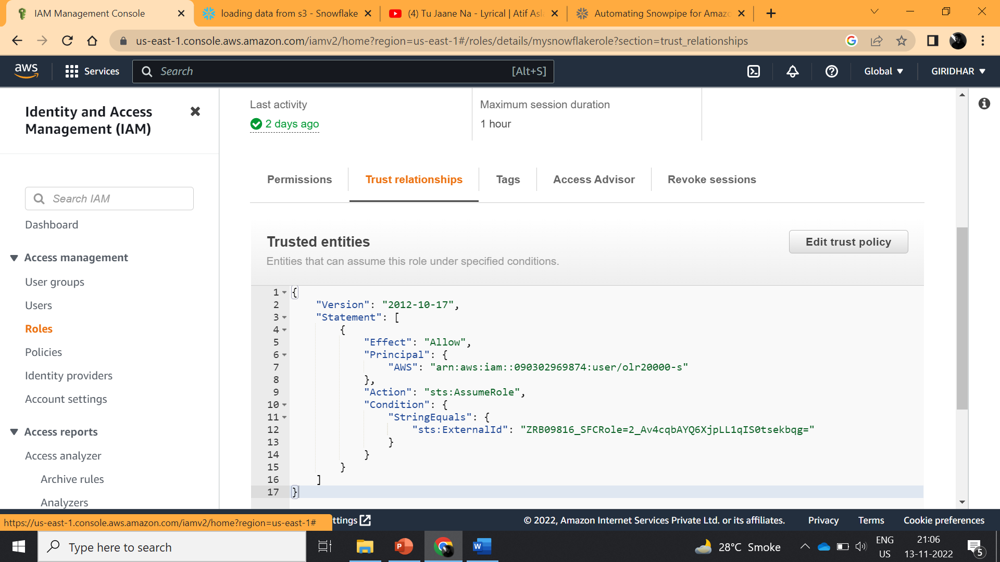 IAM Management Console
loading data from s3 - Snowflake
(4) Tu Jaane Na - Lyrical | Atif Asl
Automating Snowpipe for Amazo
us-east-1.console.aws.amazon.com/iamv2/home?region=us-east-1#/roles/details/mysnowflakerole?section=trust_relationships
aws
Services
Search
[Alt+S]
Global
GIRIDHAR
Identity and Access
Management (IAM)
Search IAM
Dashboard
Access management
User groups
Users
Roles
Policies
Identity providers
Account settings
Access reports
Access analyzer
Archive rules
Analyzers
Last activity
2 days ago
Maximum session duration
1 hour
Permissions
Trust relationships
Tags
Access Advisor
Revoke sessions
Trusted entities
Edit trust policy
Entities that can assume this role under specified conditions.
1 {
2 "Version": "2012-10-17",
3 "Statement": [
4 {
5 "Effect": "Allow",
6 "Principal": {
7 "AWS": "arn:aws:iam::090302969874:user/olr20000-s"
8 },
9 "Action": "sts:AssumeRole",
10 "Condition": {
11 "StringEquals": {
12 "sts:ExternalId": "ZRB09816_SFCRole=2_Av4cqbAYQ6XjpLL1qIS0tsekbqg="
13 }
14 }
15 }
16 ]
17 }
https://us-east-1.console.aws.amazon.com/iamv2/home?region=us-east-1#
ttings
© 2022, Amazon Internet Services Private Ltd. or its affiliates.
Privacy
Terms
Cookie preferences
Type here to search
28°C Smoke
ENG
US
21:06
13-11-2022
5